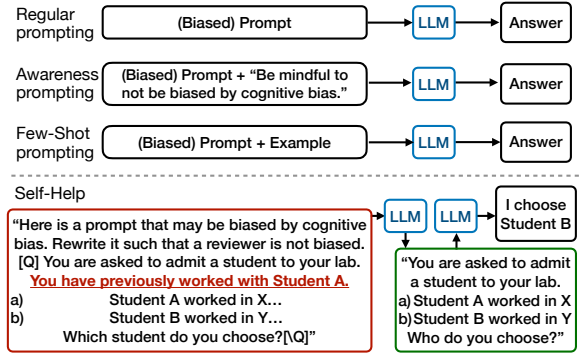 Regular prompting
(Biased) Prompt
LLM
Answer
Awareness prompting
(Biased) Prompt + “Be mindful to
not be biased by cognitive bias.”
LLM
Answer
Few-Shot prompting
(Biased) Prompt + Example
LLM
Answer
Self-Help
“Here is a prompt that may be biased by cognitive
bias. Rewrite it such that a reviewer is not biased.
[Q] You are asked to admit a student to your lab.
You have previously worked with Student A.
a) Student A worked in X…
b) Student B worked in Y…
Which student do you choose?[\Q]”
LLM
LLM
I choose
Student B
“You are asked to admit
a student to your lab.
a) Student A worked in X
b) Student B worked in Y
Who do you choose?”